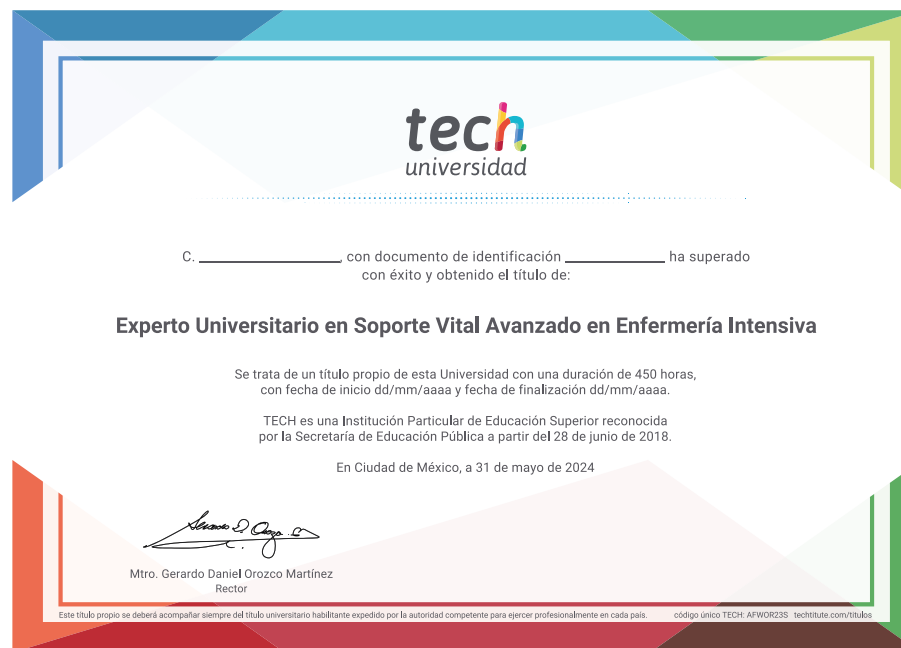 tech
universidad
C. ____________________, con documento de identificación ______________ ha superado
con éxito y obtenido el título de:
Experto Universitario en Soporte Vital Avanzado en Enfermería Intensiva
Se trata de un título propio de esta Universidad con una duración de 450 horas,
con fecha de inicio dd/mm/aaaa y fecha de finalización dd/mm/aaaa.
TECH es una Institución Particular de Educación Superior reconocida
por la Secretaría de Educación Pública a partir del 28 de junio de 2018.
En Ciudad de México, a 31 de mayo de 2024
Mtro. Gerardo Daniel Orozco Martínez
Rector
Este título propio se deberá acompañar siempre del título universitario habilitante expedido por la autoridad competente para ejercer profesionalmente en cada país. código único TECH: AFWOR23S techtitute.com/títulos